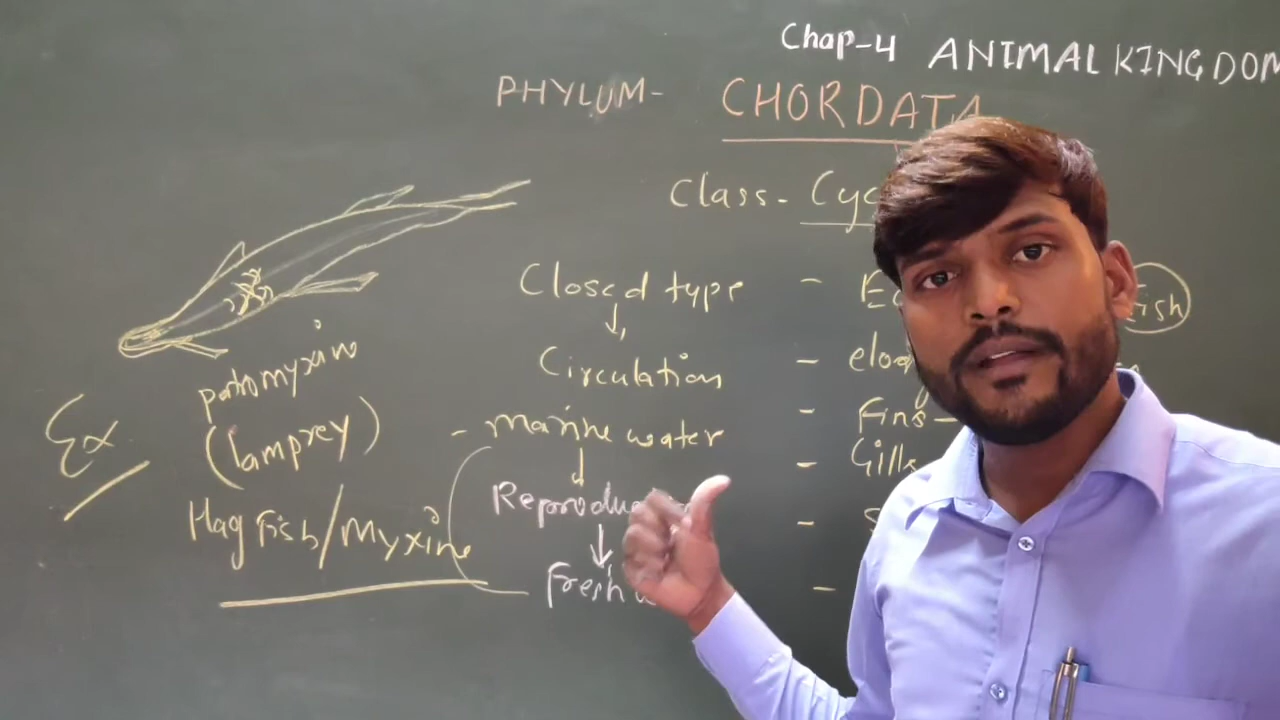 Chap-4 ANIMAL KINGDOM
PHYLUM- CHORDATA
Class- Cyc
Closed type
↓
Circulation
- marine water
↓
Reproduc
↓
Fresh w
- E
fish
- elo
- Fins-
- Gills
- S
-
Ex
(lamprey)
Hag Fish/Myxine